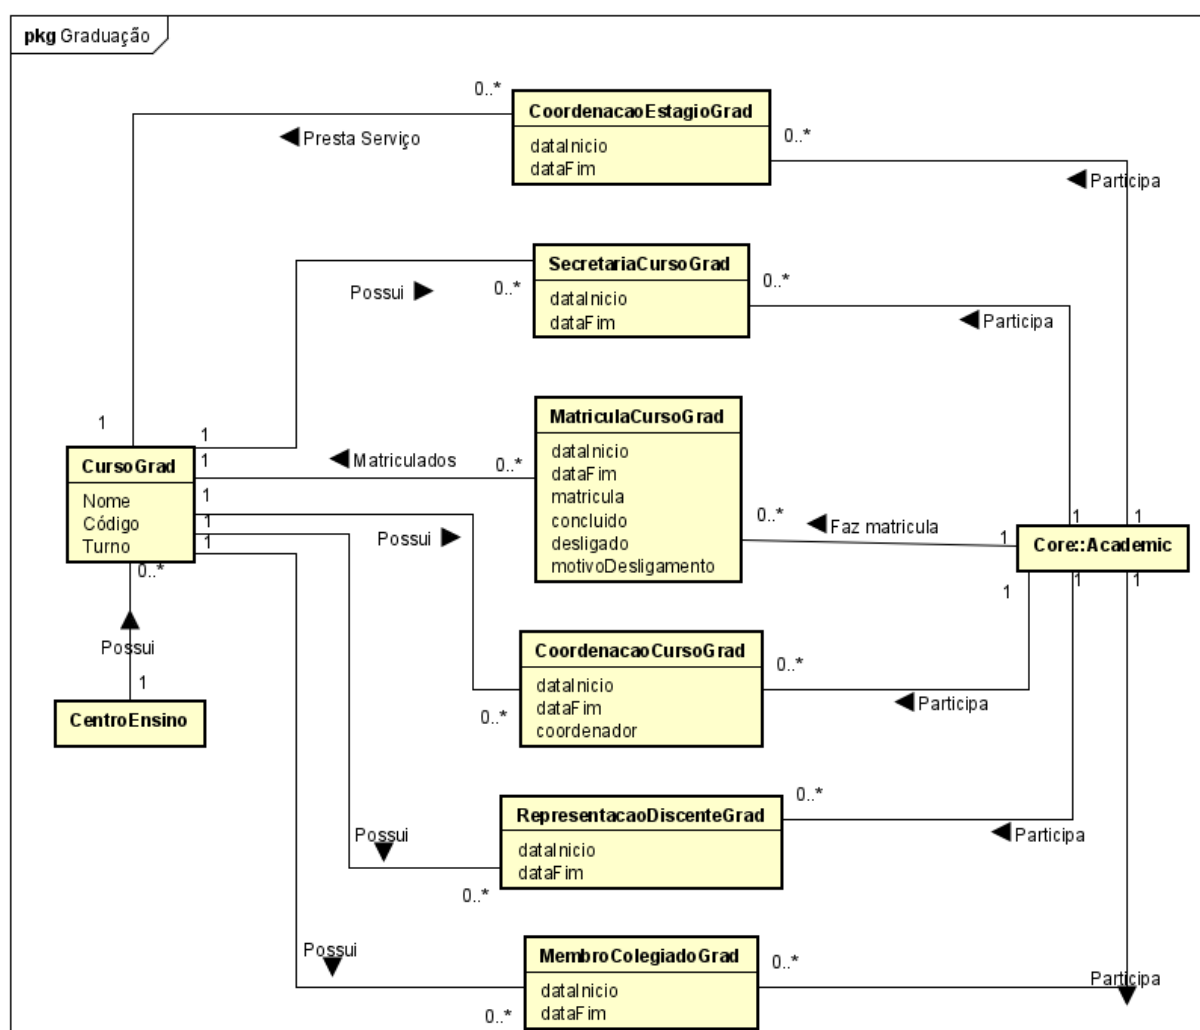 pkg Graduação
0..*
CoordenacaoEstagioGrad
dataInicio
dataFim
0..*
Presta Serviço
Participa
SecretariaCursoGrad
dataInicio
dataFim
Possui
0..*
0..*
Participa
1
1
MatriculaCursoGrad
dataInicio
dataFim
matricula
concluido
desligado
motivoDesligamento
CursoGrad
Nome
Código
Turno
1
Matriculados
0..*
1
1
1
Possui
0..*
Faz matricula
1
1
1
Core::Academic
1
1
1
0..*
Possui
1
CentroEnsino
CoordenacaoCursoGrad
dataInicio
dataFim
coordenador
0..*
0..*
Participa
RepresentacaoDiscenteGrad
dataInicio
dataFim
0..*
Possui
0..*
Participa
MembroColegiadoGrad
dataInicio
dataFim
Possui
0..*
0..*
Participa